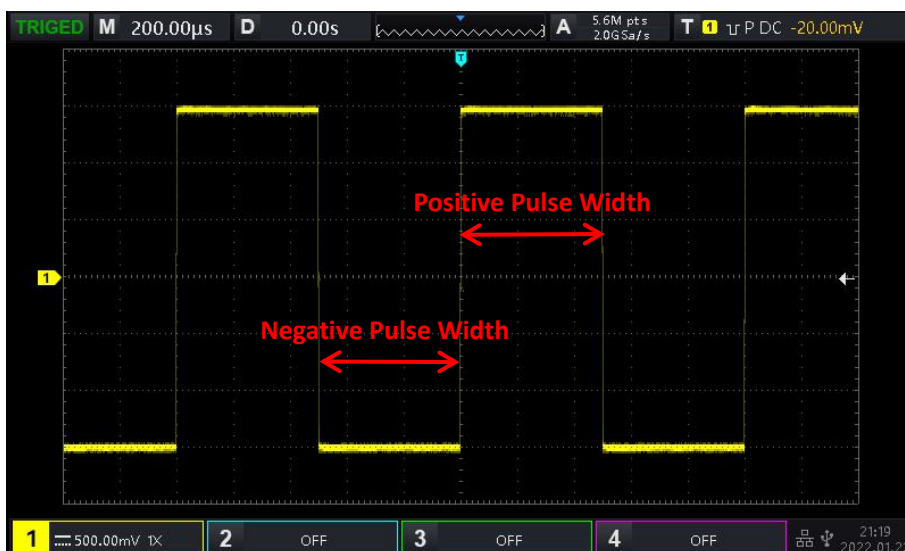 TRIGED M 200.00μs D 0.00s A 5.6M pts T 1 P DC -20.00mV
2.0GSa/s
T
Positive Pulse Width
1
Negative Pulse Width
1 500.00mV 1X 2 OFF 3 OFF 4 OFF 21:19